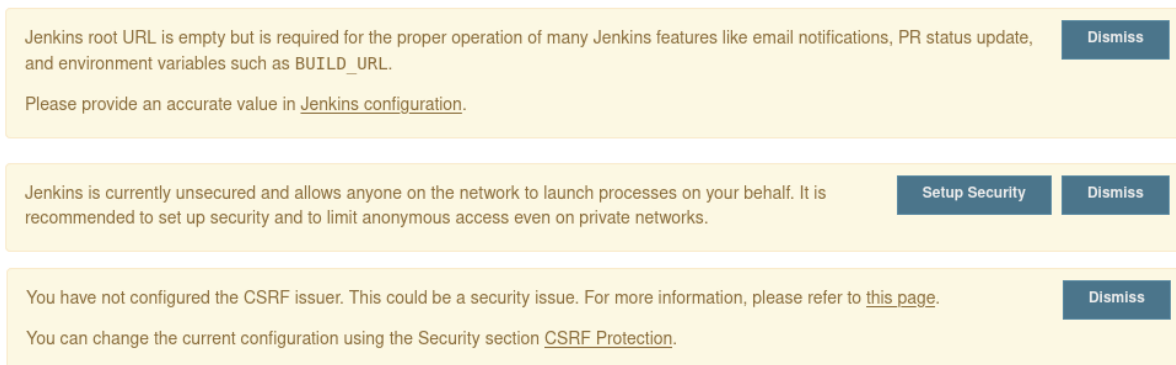 Jenkins root URL is empty but is required for the proper operation of many Jenkins features like email notifications, PR status update,
and environment variables such as BUILD_URL.
Dismiss
Please provide an accurate value in Jenkins configuration.
Jenkins is currently unsecured and allows anyone on the network to launch processes on your behalf. It is
recommended to set up security and to limit anonymous access even on private networks.
Setup Security
Dismiss
You have not configured the CSRF issuer. This could be a security issue. For more information, please refer to this page.
Dismiss
You can change the current configuration using the Security section CSRF Protection.